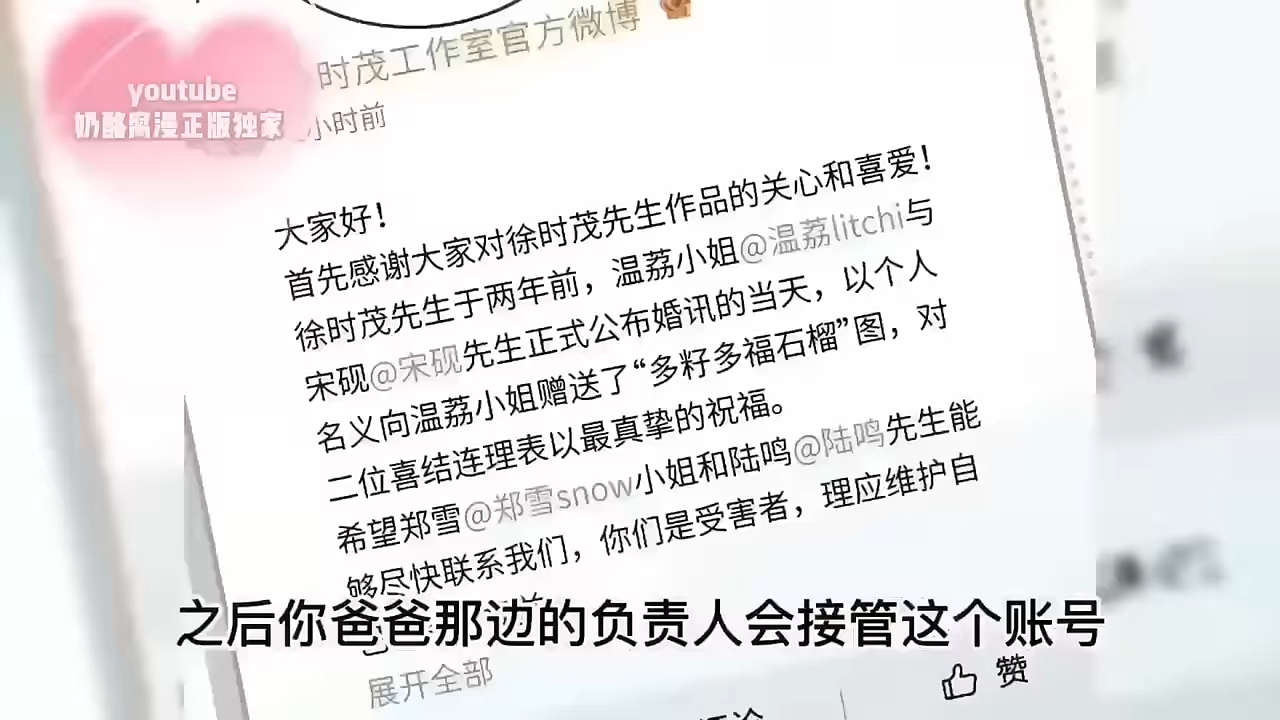 时茂工作室官方微博
youtube
奶酪窝漫正版独家
小时前
大家好！
首先感谢大家对徐时茂先生作品的关心和喜爱！
徐时茂先生于两年前，温荔小姐@温荔litchi与
宋砚@宋砚先生正式公布婚讯的当天，以个人
名义向温荔小姐赠送了“多籽多福石榴”图，对
二位喜结连理表以最真挚的祝福。
希望郑雪@郑雪snow小姐和陆鸣@陆鸣先生能
够尽快联系我们，你们是受害者，理应维护自
之后你爸爸那边的负责人会接管这个账号
展开全部
赞